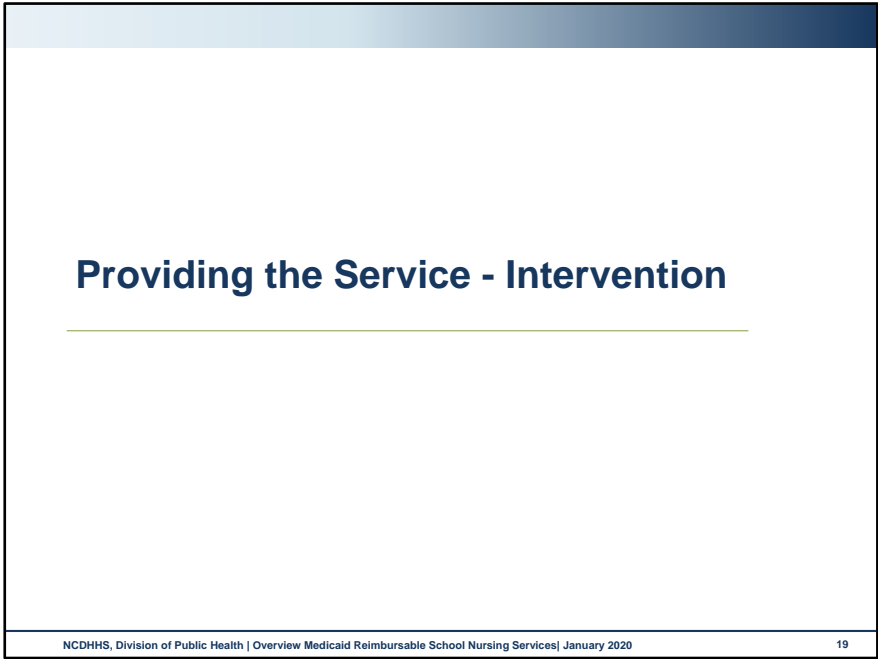 Providing the Service - Intervention
NCDHHS, Division of Public Health | Overview Medicaid Reimbursable School Nursing Services| January 2020
19